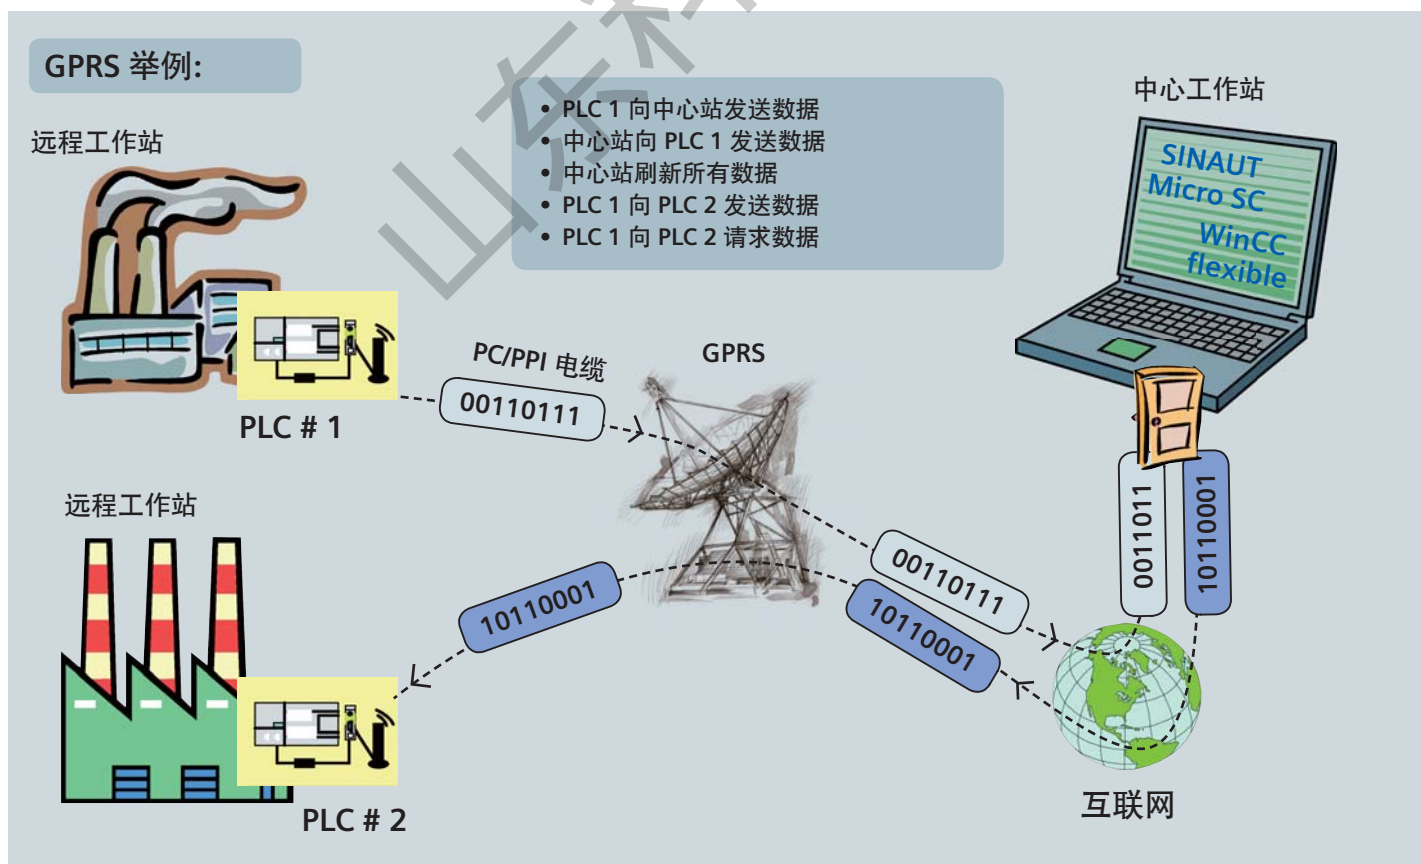 GPRS 举例:
远程工作站
• PLC 1 向中心站发送数据
• 中心站向 PLC 1 发送数据
• 中心站刷新所有数据
• PLC 1 向 PLC 2 发送数据
• PLC 1 向 PLC 2 请求数据
中心工作站
SINAUT
Micro SC
WinCC
flexible
PC/PPI 电缆
00110111
GPRS
PLC # 1
远程工作站
10110001
00110111
10110001
0011011
10110001
PLC # 2
互联网
山东科